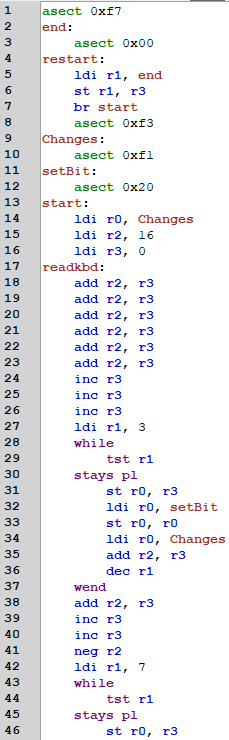 1 asect 0xf7
2 end:
3 asect 0x00
4 restart:
5 ldi r1, end
6 st r1, r3
7 br start
8 asect 0xf3
9 Changes:
10 asect 0xf1
11 setBit:
12 asect 0x20
13 start:
14 ldi r0, Changes
15 ldi r2, 16
16 ldi r3, 0
17 readkbd:
18 add r2, r3
19 add r2, r3
20 add r2, r3
21 add r2, r3
22 add r2, r3
23 add r2, r3
24 inc r3
25 inc r3
26 inc r3
27 ldi r1, 3
28 while
29 tst r1
30 stays pl
31 st r0, r3
32 ldi r0, setBit
33 st r0, r0
34 ldi r0, Changes
35 add r2, r3
36 dec r1
37 wend
38 add r2, r3
39 inc r3
40 inc r3
41 neg r2
42 ldi r1, 7
43 while
44 tst r1
45 stays pl
46 st r0, r3